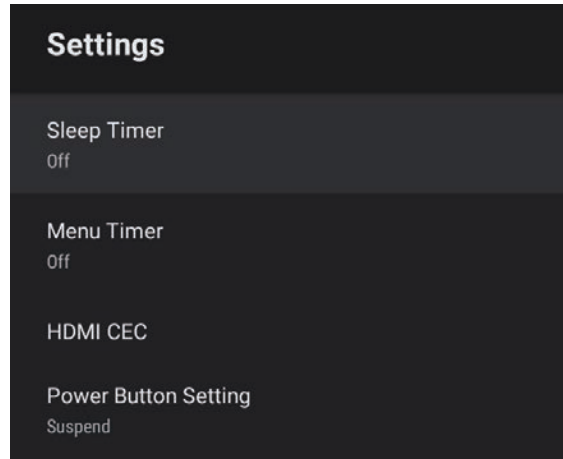 Settings
Sleep Timer
Off
Menu Timer
Off
HDMI CEC
Power Button Setting
Suspend